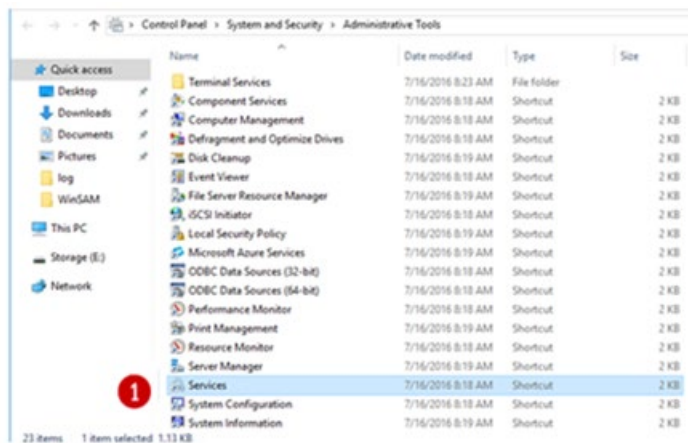 Control Panel > System and Security > Administrative Tools
Name Date modified Type Size
Quick access
Desktop
Downloads
Documents
Pictures
log
WinSAM
This PC
Storage (E:)
Network
Terminal Services 7/16/2016 8:23 AM File folder
Component Services 7/16/2016 8:18 AM Shortcut 2 KB
Computer Management 7/16/2016 8:18 AM Shortcut 2 KB
Defragment and Optimize Drives 7/16/2016 8:18 AM Shortcut 2 KB
Disk Cleanup 7/16/2016 8:19 AM Shortcut 2 KB
Event Viewer 7/16/2016 8:18 AM Shortcut 2 KB
File Server Resource Manager 7/16/2016 8:19 AM Shortcut 2 KB
iSCSI Initiator 7/16/2016 8:18 AM Shortcut 2 KB
Local Security Policy 7/16/2016 8:19 AM Shortcut 2 KB
Microsoft Azure Services 7/16/2016 8:19 AM Shortcut 2 KB
ODBC Data Sources (32-bit) 7/16/2016 8:18 AM Shortcut 2 KB
ODBC Data Sources (64-bit) 7/16/2016 8:18 AM Shortcut 2 KB
Performance Monitor 7/16/2016 8:18 AM Shortcut 2 KB
Print Management 7/16/2016 8:19 AM Shortcut 2 KB
Resource Monitor 7/16/2016 8:18 AM Shortcut 2 KB
Server Manager 7/16/2016 8:19 AM Shortcut 2 KB
1 Services 7/16/2016 8:18 AM Shortcut 2 KB
System Configuration 7/16/2016 8:18 AM Shortcut 2 KB
System Information 7/16/2016 8:19 AM Shortcut 2 KB
23 items 1 item selected 1.13 KB